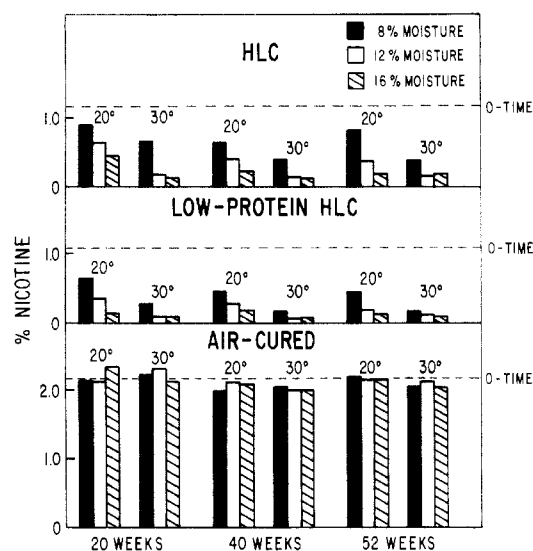 HLC
8% MOISTURE
12% MOISTURE
16% MOISTURE
0-TIME
1.0
20° 30° 20° 30° 20° 30°
0
LOW-PROTEIN HLC
0-TIME
20° 30° 20° 30° 20° 30°
0
% NICOTINE
AIR-CURED
20° 30° 20° 30° 20° 30°
0-TIME
2.0
1.0
0
20 WEEKS 40 WEEKS 52 WEEKS